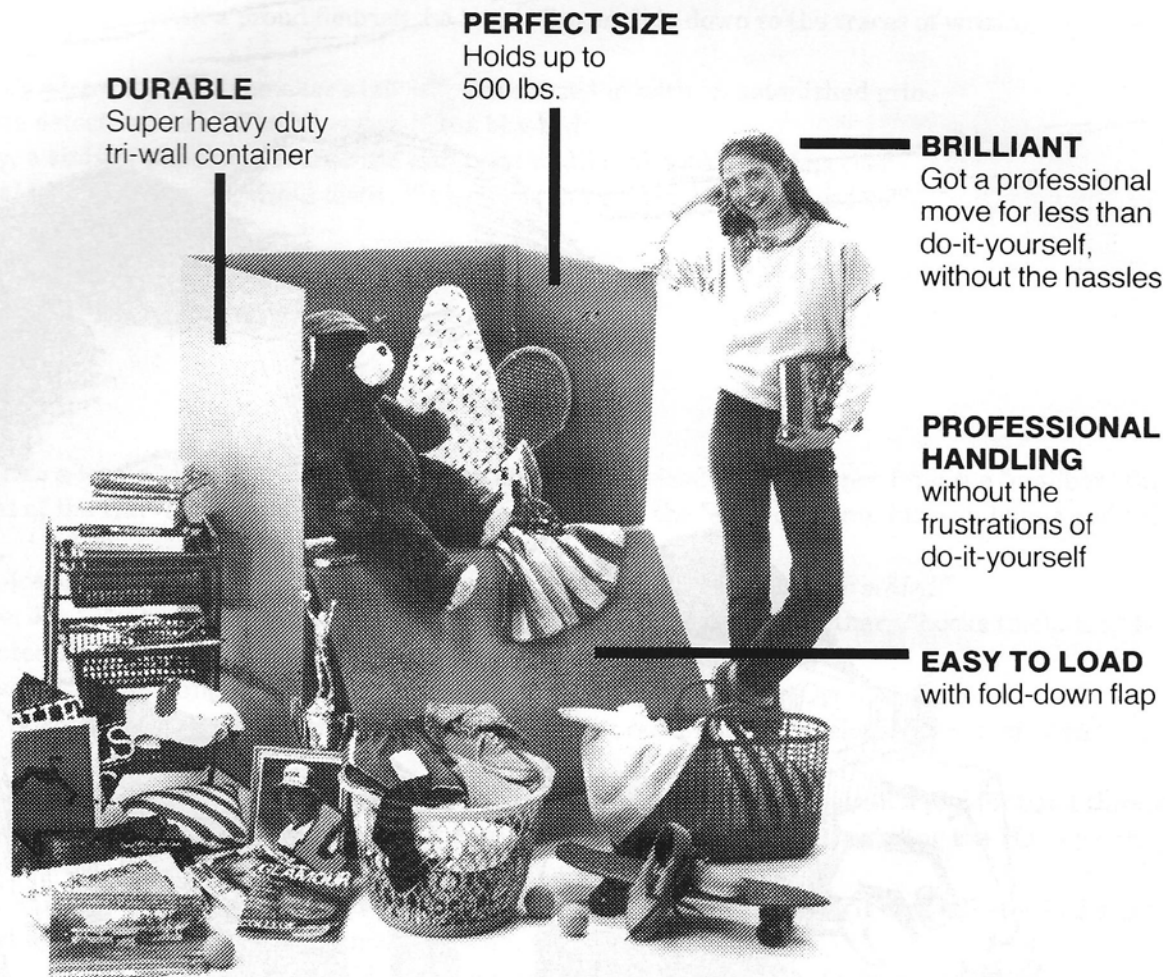 PERFECT SIZE
Holds up to
500 lbs.
DURABLE
Super heavy duty
tri-wall container
BRILLIANT
Got a professional
move for less than
do-it-yourself,
without the hassles
PROFESSIONAL
HANDLING
without the
frustrations of
do-it-yourself
EASY TO LOAD
with fold-down flap
GLAMOUR